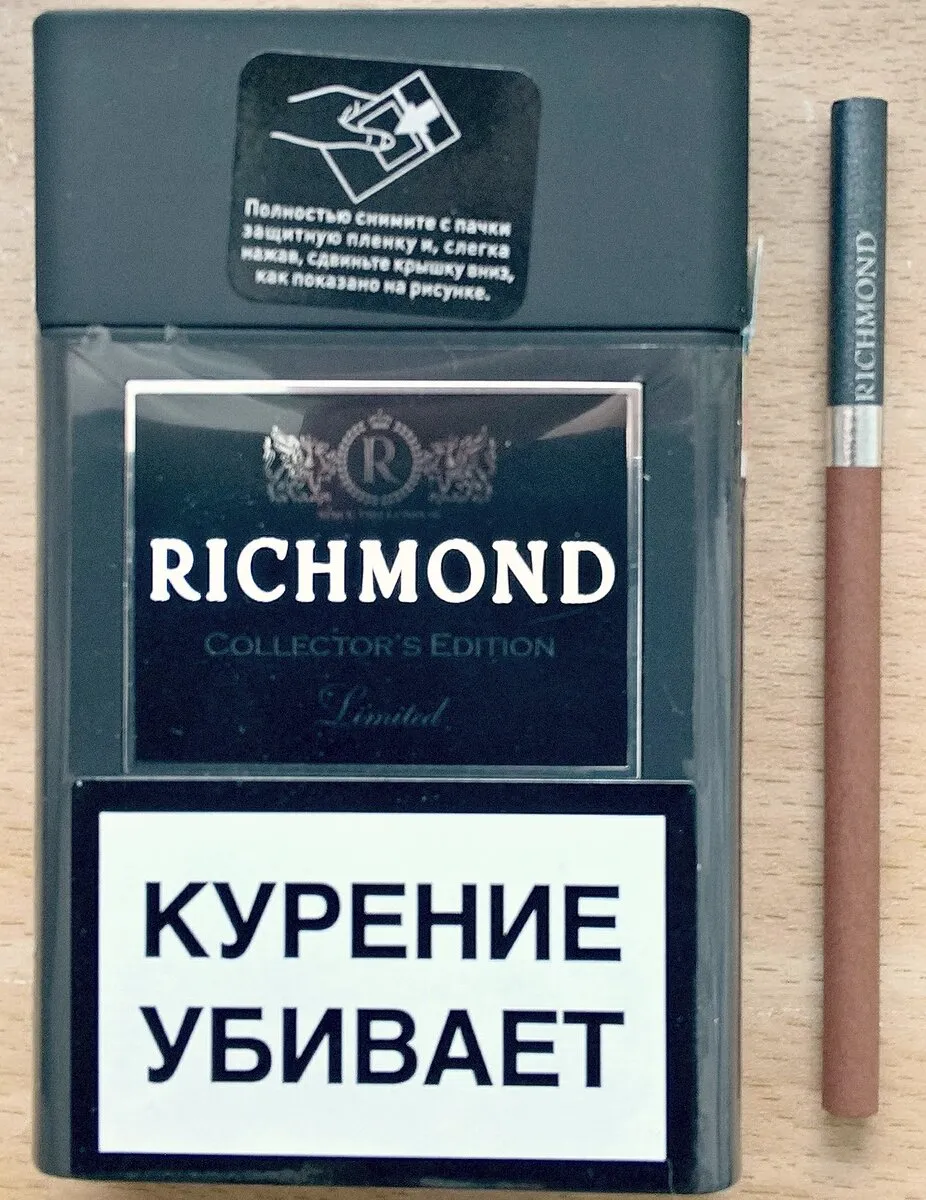 Полностью снимите с пачки
защитную пленку и, слегка
нажав, сдвиньте крышку вниз,
как показано на рисунке.
R
RICHMOND
COLLECTOR'S EDITION
Limited
КУРЕНИЕ
УБИВАЕТ
RICHMOND